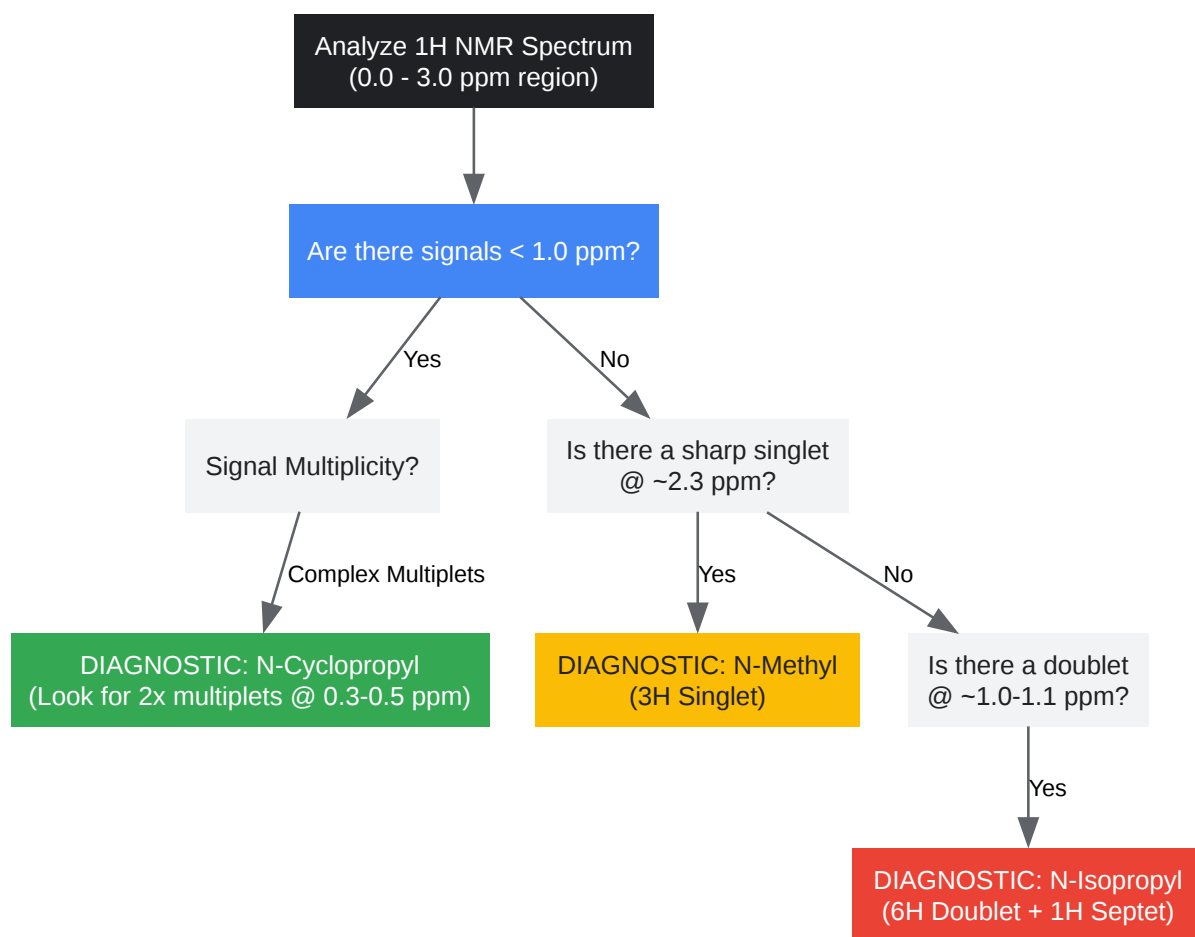 Analyze 1H NMR Spectrum
(0.0 - 3.0 ppm region)
Are there signals < 1.0 ppm?
Yes
No
Signal Multiplicity?
Is there a sharp singlet
@ ~2.3 ppm?
Complex Multiplets
Yes
No
DIAGNOSTIC: N-Cyclopropyl
(Look for 2x multiplets @ 0.3-0.5 ppm)
DIAGNOSTIC: N-Methyl
(3H Singlet)
Is there a doublet
@ ~1.0-1.1 ppm?
Yes
DIAGNOSTIC: N-Isopropyl
(6H Doublet + 1H Septet)